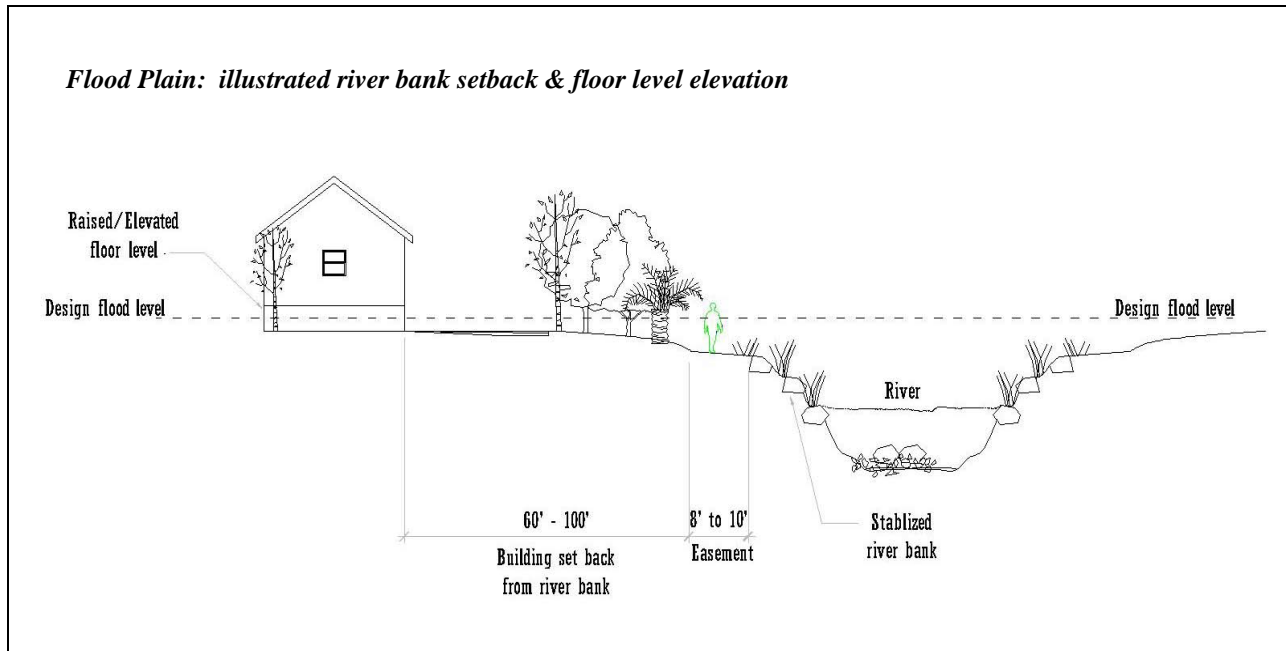 Flood Plain: illustrated river bank setback & floor level elevation
Raised/Elevated
floor level
Design flood level
Design flood level
River
60' - 100'
8' to 10'
Building set back
from river bank
Easement
Stablized
river bank